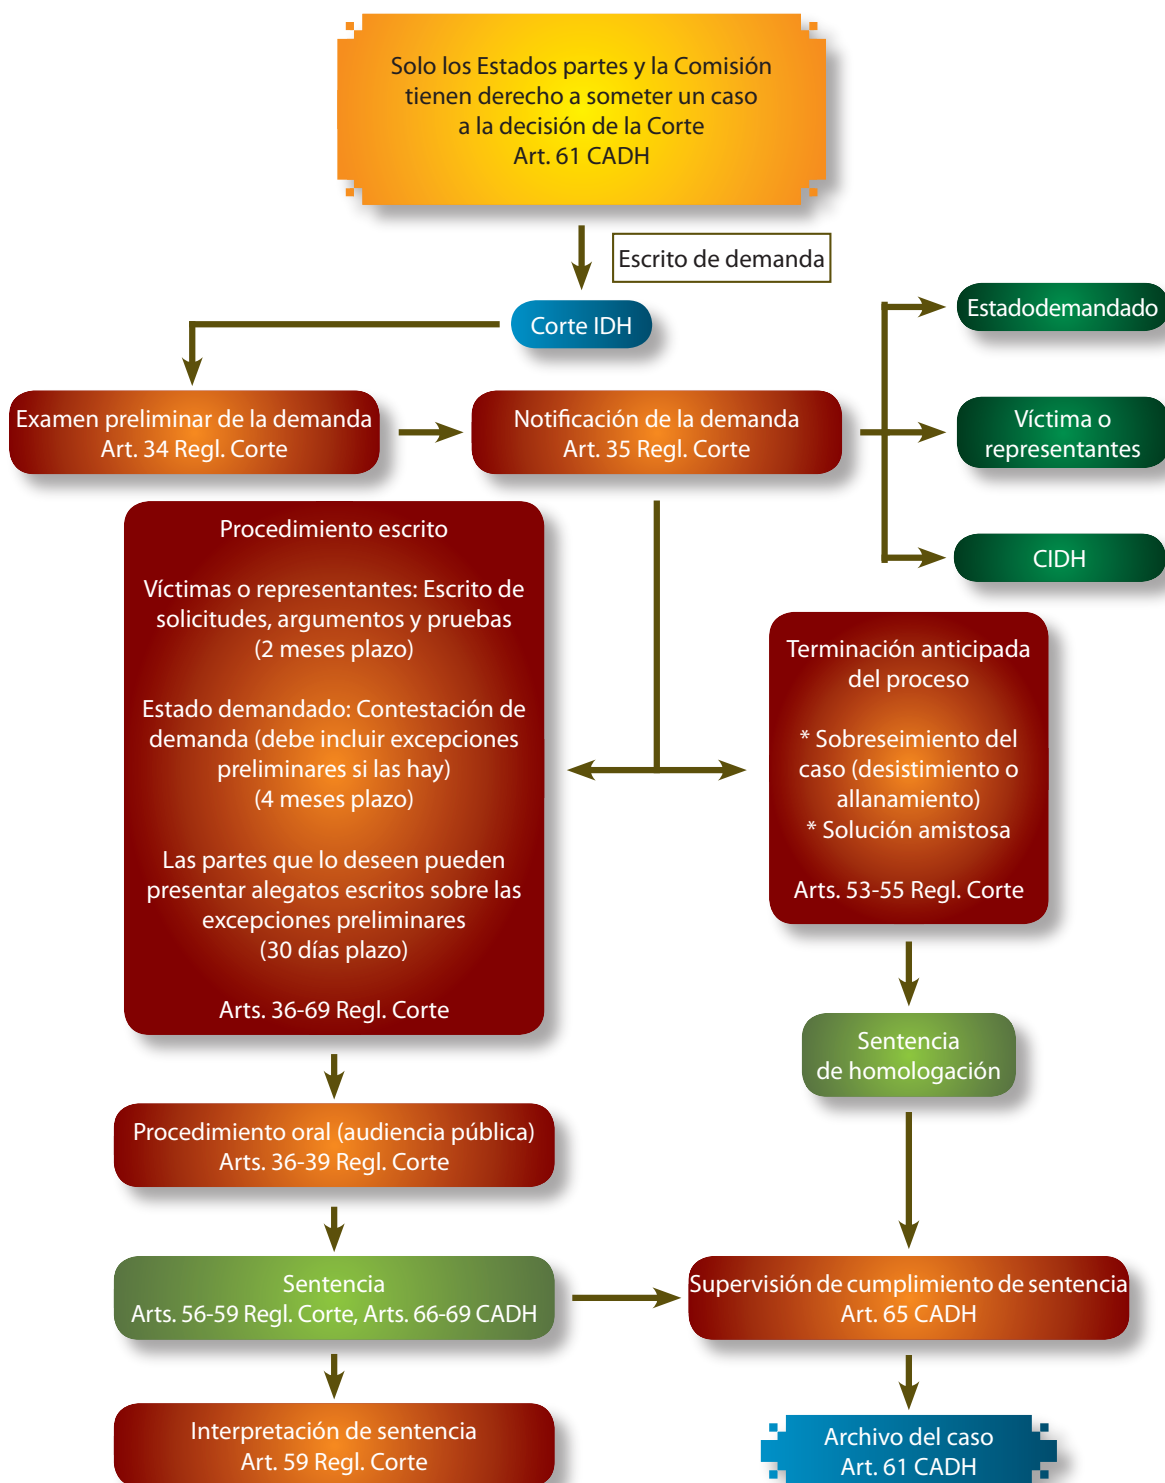 Solo los Estados partes y la Comisión
tienen derecho a someter un caso
a la decisión de la Corte
Art. 61 CADH
Escrito de demanda
Corte IDH
Estadodemandado
Examen preliminar de la demanda
Art. 34 Regl. Corte
Notificación de la demanda
Art. 35 Regl. Corte
Víctima o
representantes
CIDH
Procedimiento escrito
Víctimas o representantes: Escrito de
solicitudes, argumentos y pruebas
(2 meses plazo)
Estado demandado: Contestación de
demanda (debe incluir excepciones
preliminares si las hay)
(4 meses plazo)
Las partes que lo deseen pueden
presentar alegatos escritos sobre las
excepciones preliminares
(30 días plazo)
Arts. 36-69 Regl. Corte
Terminación anticipada
del proceso
* Sobreseimiento del
caso (desistimiento o
allanamiento)
* Solución amistosa
Arts. 53-55 Regl. Corte
Sentencia
de homologación
Procedimiento oral (audiencia pública)
Arts. 36-39 Regl. Corte
Sentencia
Arts. 56-59 Regl. Corte, Arts. 66-69 CADH
Supervisión de cumplimiento de sentencia
Art. 65 CADH
Interpretación de sentencia
Art. 59 Regl. Corte
Archivo del caso
Art. 61 CADH